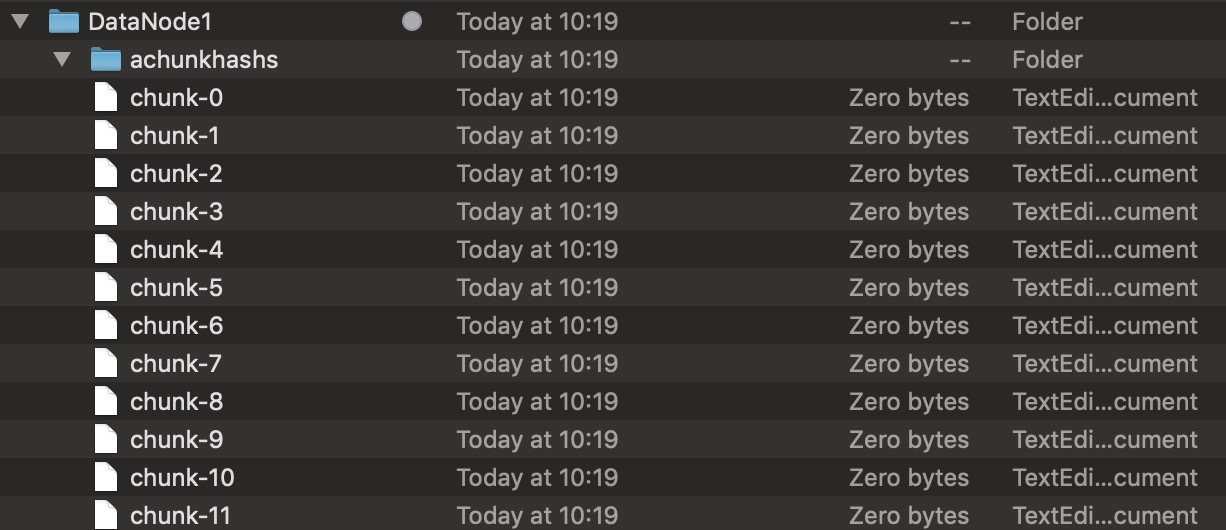 DataNode1 Today at 10:19 -- Folder
achunkhashs Today at 10:19 -- Folder
chunk-0 Today at 10:19 Zero bytes TextEdi...cument
chunk-1 Today at 10:19 Zero bytes TextEdi...cument
chunk-2 Today at 10:19 Zero bytes TextEdi...cument
chunk-3 Today at 10:19 Zero bytes TextEdi...cument
chunk-4 Today at 10:19 Zero bytes TextEdi...cument
chunk-5 Today at 10:19 Zero bytes TextEdi...cument
chunk-6 Today at 10:19 Zero bytes TextEdi...cument
chunk-7 Today at 10:19 Zero bytes TextEdi...cument
chunk-8 Today at 10:19 Zero bytes TextEdi...cument
chunk-9 Today at 10:19 Zero bytes TextEdi...cument
chunk-10 Today at 10:19 Zero bytes TextEdi...cument
chunk-11 Today at 10:19 Zero bytes TextEdi...cument